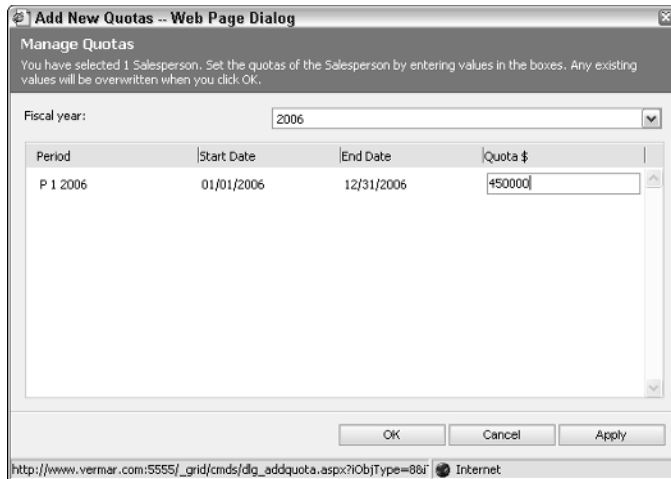 Add New Quotas -- Web Page Dialog
Manage Quotas
You have selected 1 Salesperson. Set the quotas of the Salesperson by entering values in the boxes. Any existing
values will be overwritten when you click OK.
Fiscal year:
2006
Period Start Date End Date Quota $
P 1 2006 01/01/2006 12/31/2006 450000
OK Cancel Apply
http://www.vermar.com:5555/_grid/cmds/dlg_addquota.aspx?iObjType=8&i Internet